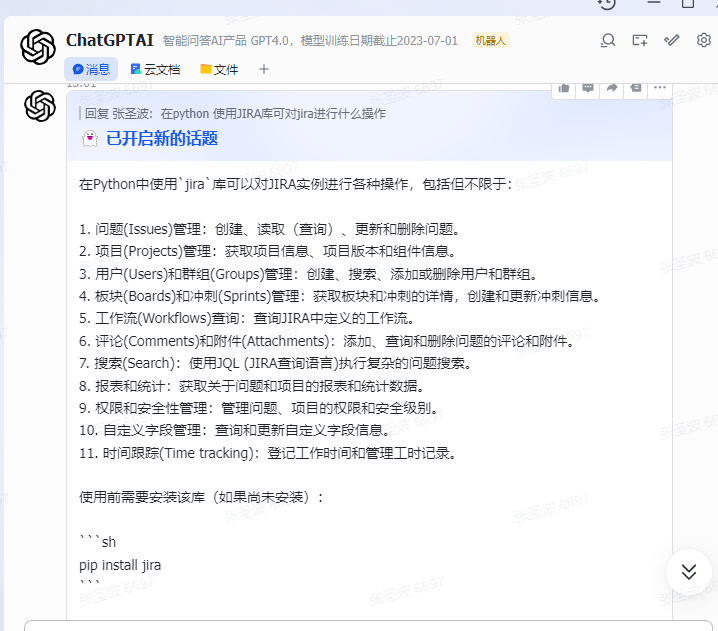 ChatGPTAI 智能问答AI产品 GPT4.0，模型训练日期截止2023-07-01 机器人
消息 云文档 文件 +
回复 张圣波：在python 使用JIRA库可对jira进行什么操作
已开启新的话题
在Python中使用`jira`库可以对JIRA实例进行各种操作，包括但不限于：
1. 问题(Issues)管理：创建、读取（查询）、更新和删除问题。
2. 项目(Projects)管理：获取项目信息、项目版本和组件信息。
3. 用户(Users)和群组(Groups)管理：创建、搜索、添加或删除用户和群组。
4. 板块(Boards)和冲刺(Sprints)管理：获取板块和冲刺的详情，创建和更新冲刺信息。
5. 工作流(Workflows)查询：查询JIRA中定义的工作流。
6. 评论(Comments)和附件(Attachments)：添加、查询和删除问题的评论和附件。
7. 搜索(Search)：使用JQL (JIRA查询语言)执行复杂的问题搜索。
8. 报表和统计：获取关于问题和项目的报表和统计数据。
9. 权限和安全性管理：管理问题、项目的权限和安全级别。
10. 自定义字段管理：查询和更新自定义字段信息。
11. 时间跟踪(Time tracking)：登记工作时间和管理工时记录。
使用前需要安装该库（如果尚未安装）：
```sh
pip install jira
```
张圣波 6697